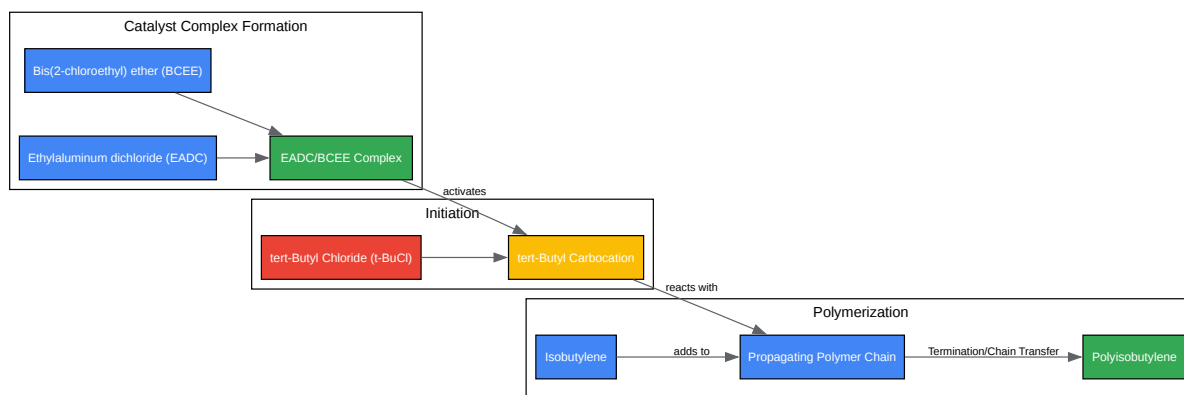 Catalyst Complex Formation
Bis(2-chloroethyl) ether (BCEE)
Ethylaluminum dichloride (EADC)
EADC/BCEE Complex
activates
Initiation
tert-Butyl Chloride (t-BuCl)
tert-Butyl Carbocation
reacts with
Polymerization
Isobutylene
adds to
Propagating Polymer Chain
Termination/Chain Transfer
Polyisobutylene